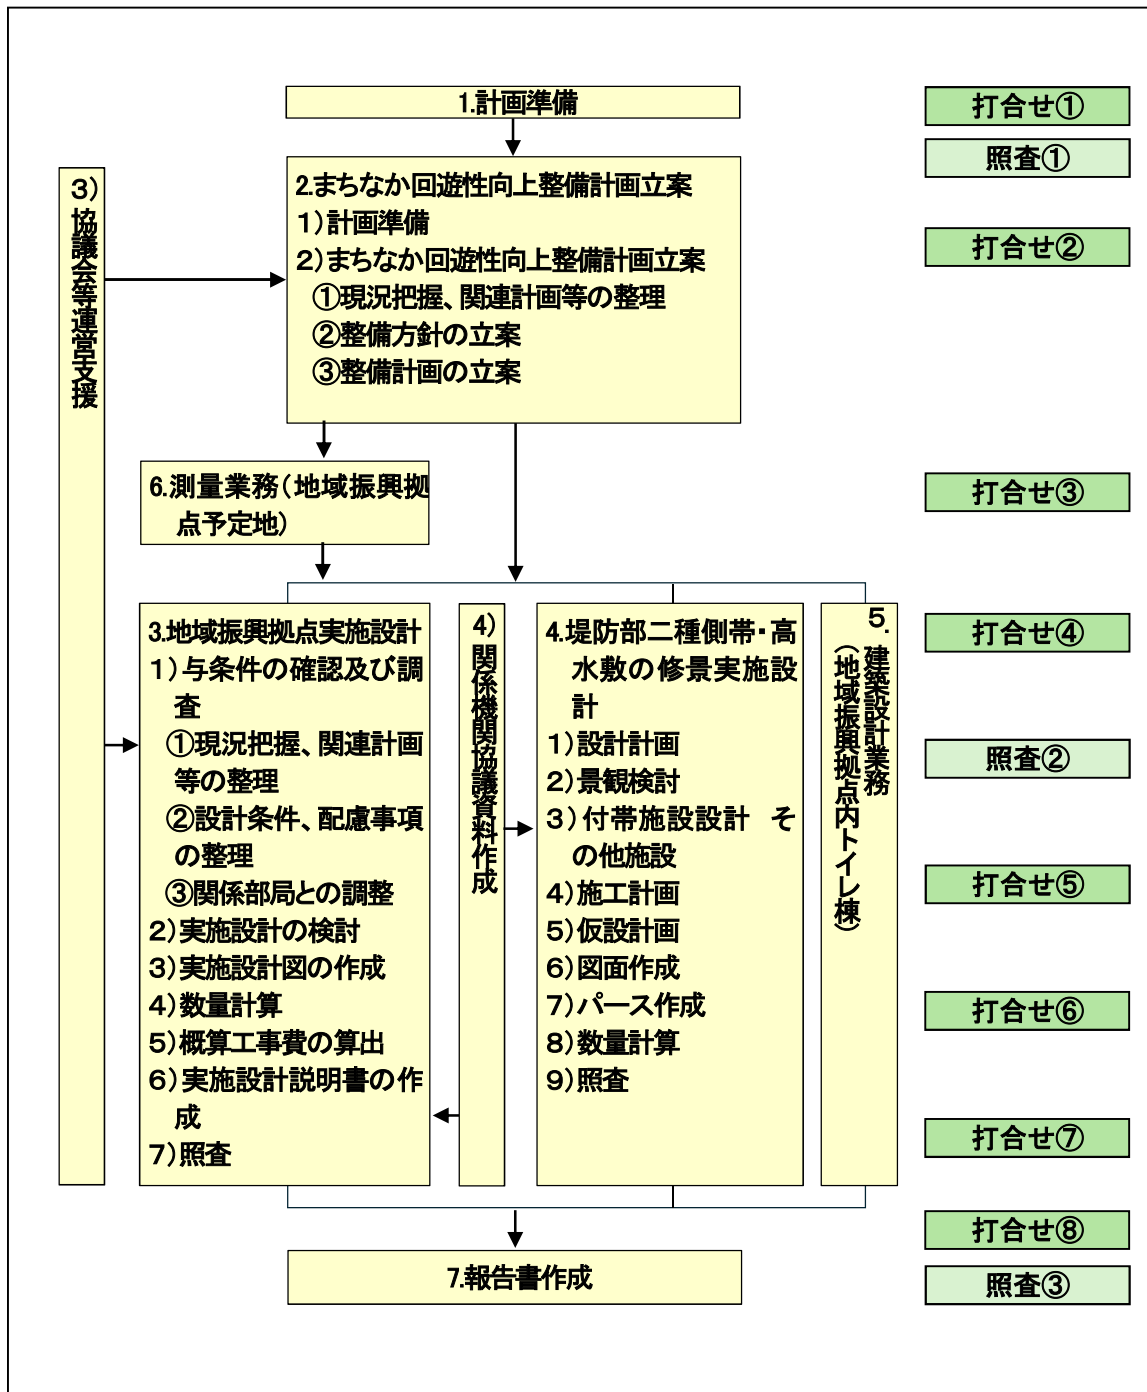 1.計画準備
2.まちなか回遊性向上整備計画立案
1)計画準備
2)まちなか回遊性向上整備計画立案
①現況把握、関連計画等の整理
②整備方針の立案
③整備計画の立案
3)協議会等運営支援
6.測量業務(地域振興拠
点予定地)
3.地域振興拠点実施設計
1)与条件の確認及び調
査
①現況把握、関連計画
等の整理
②設計条件、配慮事項
の整理
③関係部局との調整
2)実施設計の検討
3)実施設計図の作成
4)数量計算
5)概算工事費の算出
6)実施設計説明書の作
成
7)照査
4)関係機関協議資料作成
4.堤防部二種側帯・高
水敷の修景実施設
計
1)設計計画
2)景観検討
3)付帯施設設計 そ
の他施設
4)施工計画
5)仮設計画
6)図面作成
7)パース作成
8)数量計算
9)照査
5.建築設計業務
(地域振興拠点内トイレ棟)
7.報告書作成
打合せ①
照査①
打合せ②
打合せ③
打合せ④
照査②
打合せ⑤
打合せ⑥
打合せ⑦
打合せ⑧
照査③